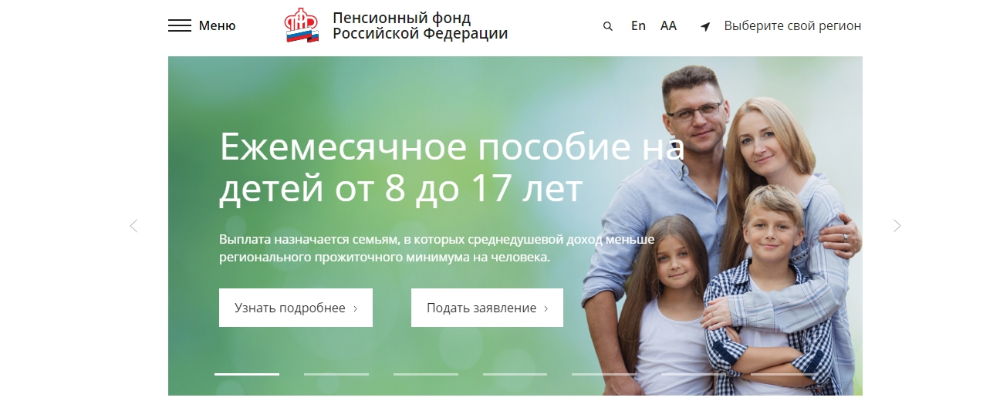 Меню
Пенсионный фонд
Российской Федерации
En
AA
Выберите свой регион
Ежемесячное пособие на
детей от 8 до 17 лет
Выплата назначается семьям, в которых среднедушевой доход меньше
регионального прожиточного минимума на человека.
Узнать подробнее
Подать заявление